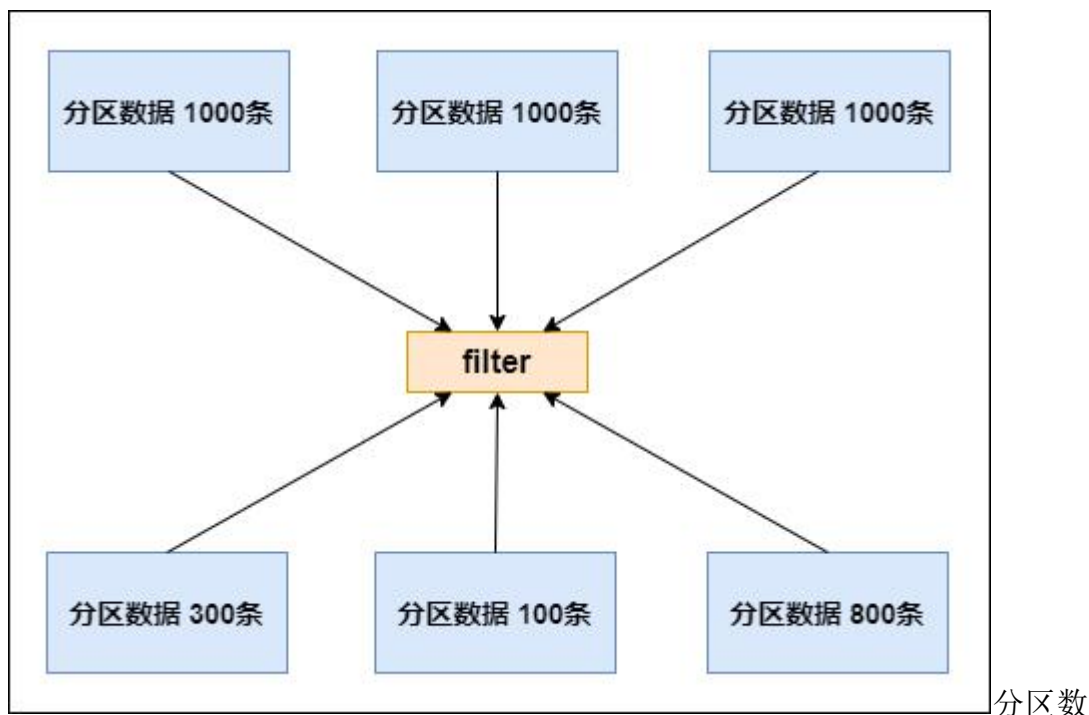 分区数据 1000条
分区数据 1000条
分区数据 1000条
filter
分区数据 300条
分区数据 100条
分区数据 800条
分区数